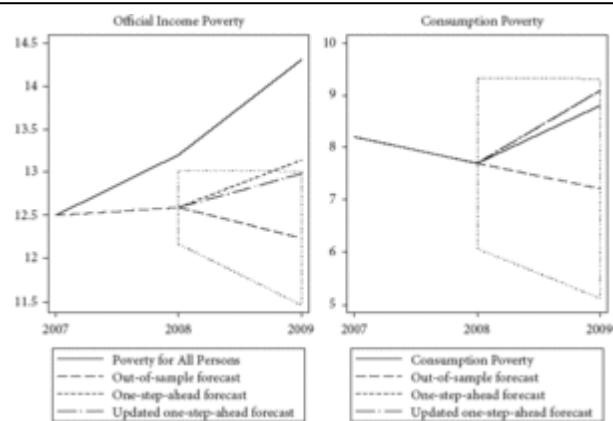 Official Income Poverty
14.5
14
13.5
13
12.5
12
11.5
2007 2008 2009
Poverty for All Persons
Out-of-sample forecast
One-step-ahead forecast
Updated one-step-ahead forecast
Consumption Poverty
10
9
8
7
6
5
2007 2008 2009
Consumption Poverty
Out-of-sample forecast
One-step-ahead forecast
Updated one-step-ahead forecast